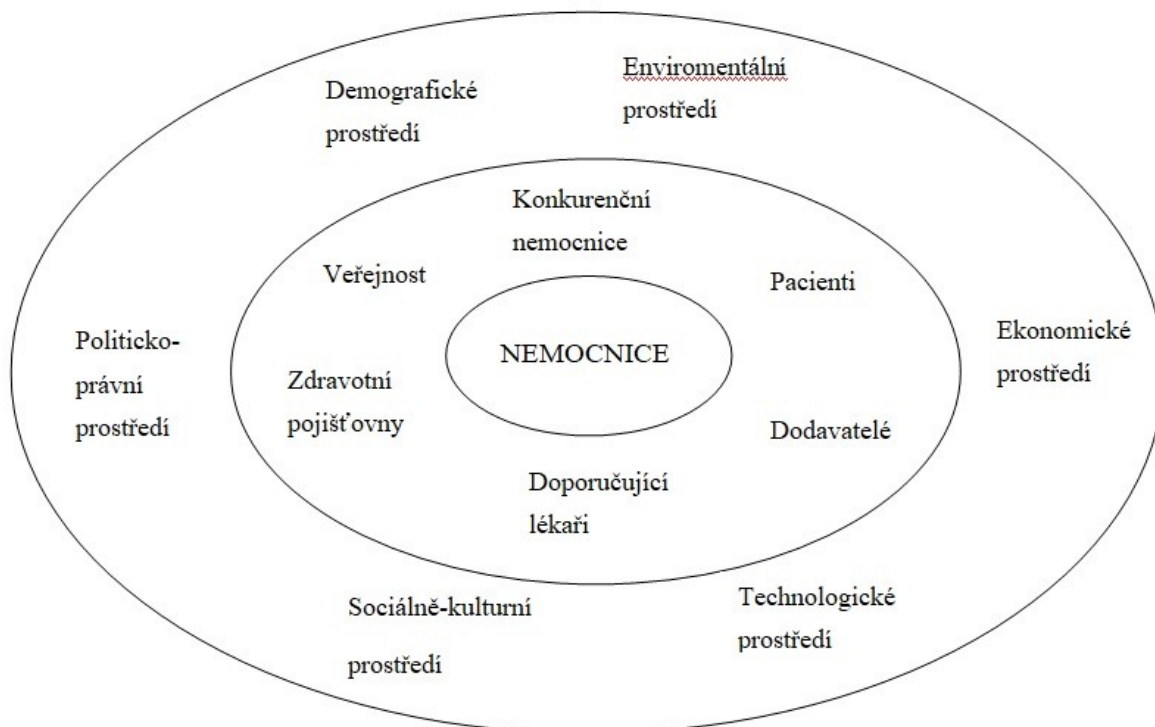 Demografické
prostředí
Enviromentální
prostředí
Konkurenční
nemocnice
Veřejnost
Pacienti
Politicko-
právní
prostředí
Zdravotní
pojišťovny
NEMOCNICE
Ekonomické
prostředí
Dodavatelé
Doporučující
lékaři
Sociálně-kulturní
prostředí
Technologické
prostředí